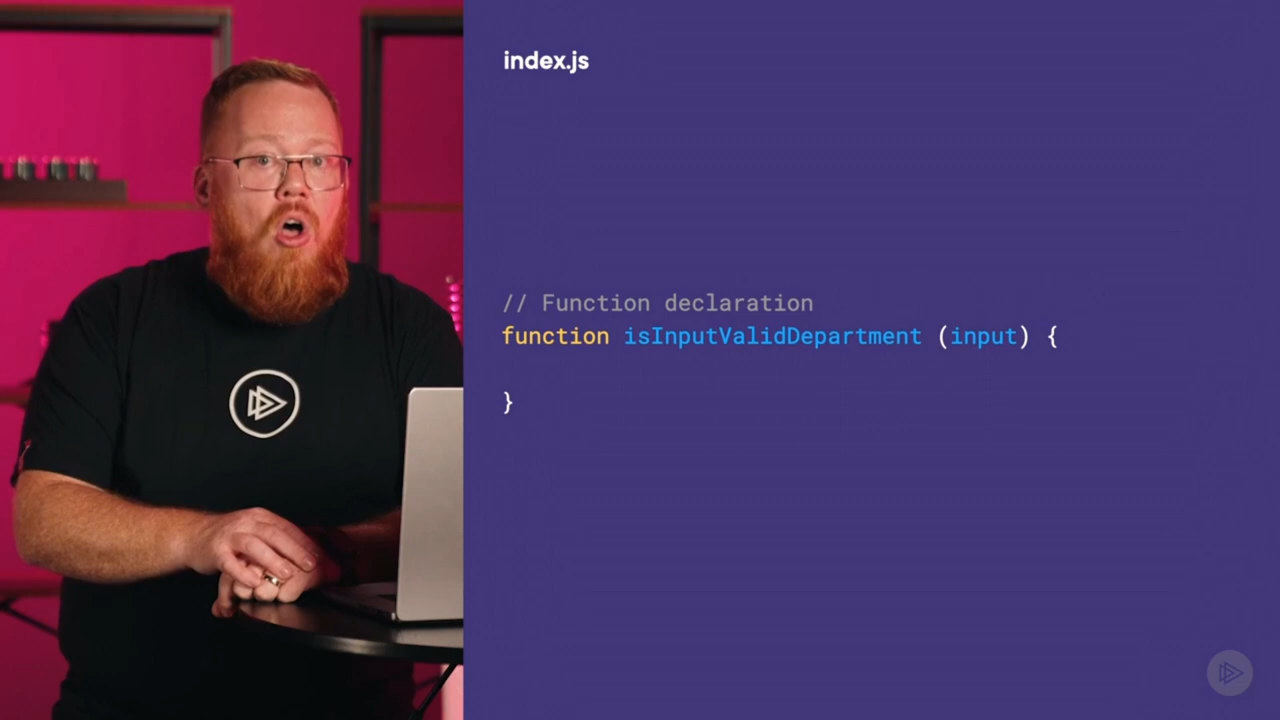 index.js
// Function declaration
function isInputValidDepartment (input) {
}